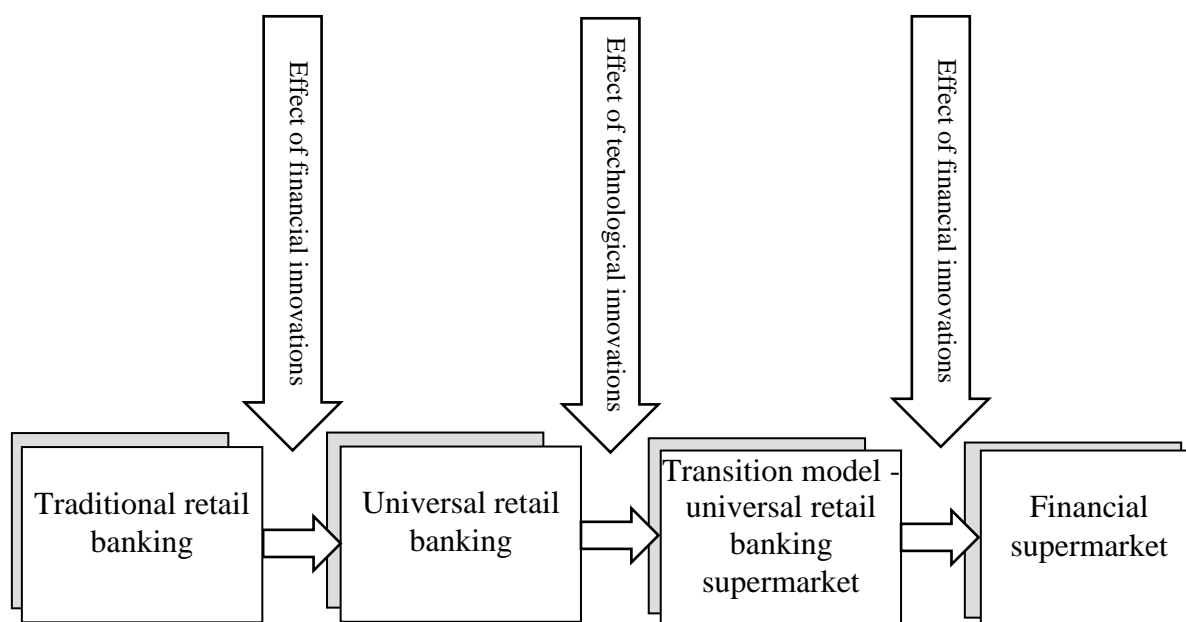 Effect of financial innovations
Effect of technological innovations
Effect of financial innovations
Traditional retail
banking
Universal retail
banking
Transition model -
universal retail
banking
supermarket
Financial
supermarket